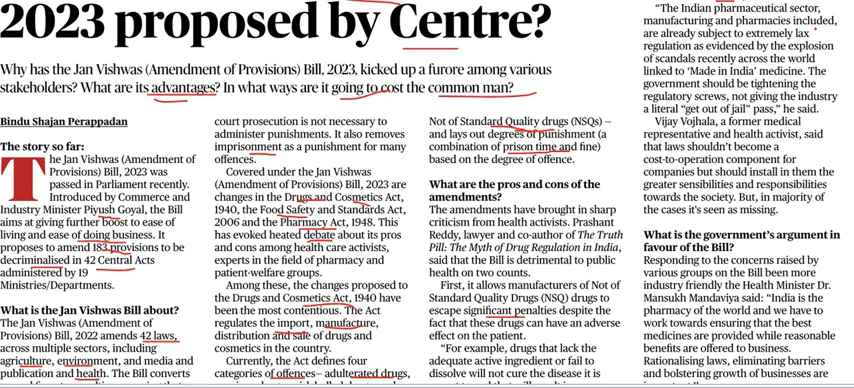 2023 proposed by Centre?
Why has the Jan Vishwas (Amendment of Provisions) Bill, 2023, kicked up a furore among various
stakeholders? What are its advantages? In what ways are it going to cost the common man?
Bindu Shajan Perappadan
The story so far:
The Jan Vishwas (Amendment of
Provisions) Bill, 2023 was
passed in Parliament recently.
Introduced by Commerce and
Industry Minister Piyush Goyal, the Bill
aims at giving further boost to ease of
living and ease of doing business. It
proposes to amend 183 provisions to be
decriminalised in 42 Central Acts
administered by 19
Ministries/Departments.
What is the Jan Vishwas Bill about?
The Jan Vishwas (Amendment of
Provisions) Bill, 2022 amends 42 laws,
across multiple sectors, including
agriculture, environment, and media and
publication and health. The Bill converts
court prosecution is not necessary to
administer punishments. It also removes
imprisonment as a punishment for many
offences.
Covered under the Jan Vishwas
(Amendment of Provisions) Bill, 2023 are
changes in the Drugs and Cosmetics Act,
1940, the Food Safety and Standards Act,
2006 and the Pharmacy Act, 1948. This
has evoked heated debate about its pros
and cons among health care activists,
experts in the field of pharmacy and
patient-welfare groups.
Among these, the changes proposed to
the Drugs and Cosmetics Act, 1940 have
been the most contentious. The Act
regulates the import, manufacture,
distribution and sale of drugs and
cosmetics in the country.
Currently, the Act defines four
categories of offences– adulterated drugs,
Not of Standard Quality drugs (NSQs) –
and lays out degrees of punishment (a
combination of prison time and fine)
based on the degree of offence.
What are the pros and cons of the
amendments?
The amendments have brought in sharp
criticism from health activists. Prashant
Reddy, lawyer and co-author of The Truth
Pill: The Myth of Drug Regulation in India,
said that the Bill is detrimental to public
health on two counts.
First, it allows manufacturers of Not of
Standard Quality Drugs (NSQ) drugs to
escape significant penalties despite the
fact that these drugs can have an adverse
effect on the patient.
“For example, drugs that lack the
adequate active ingredient or fail to
dissolve will not cure the disease it is
“The Indian pharmaceutical sector,
manufacturing and pharmacies included,
are already subject to extremely lax
regulation as evidenced by the explosion
of scandals recently across the world
linked to ‘Made in India’ medicine. The
government should be tightening the
regulatory screws, not giving the industry
a literal “get out of jail” pass,” he said.
Vijay Vojhala, a former medical
representative and health activist, said
that laws shouldn’t become a
cost-to-operation component for
companies but should install in them the
greater sensibilities and responsibilities
towards the society. But, in majority of
the cases it’s seen as missing.
What is the government’s argument in
favour of the Bill?
Responding to the concerns raised by
various groups on the Bill been more
industry friendly the Health Minister Dr.
Mansukh Mandaviya said: “India is the
pharmacy of the world and we have to
work towards ensuring that the best
medicines are provided while reasonable
benefits are offered to business.
Rationalising laws, eliminating barriers
and bolstering growth of businesses are